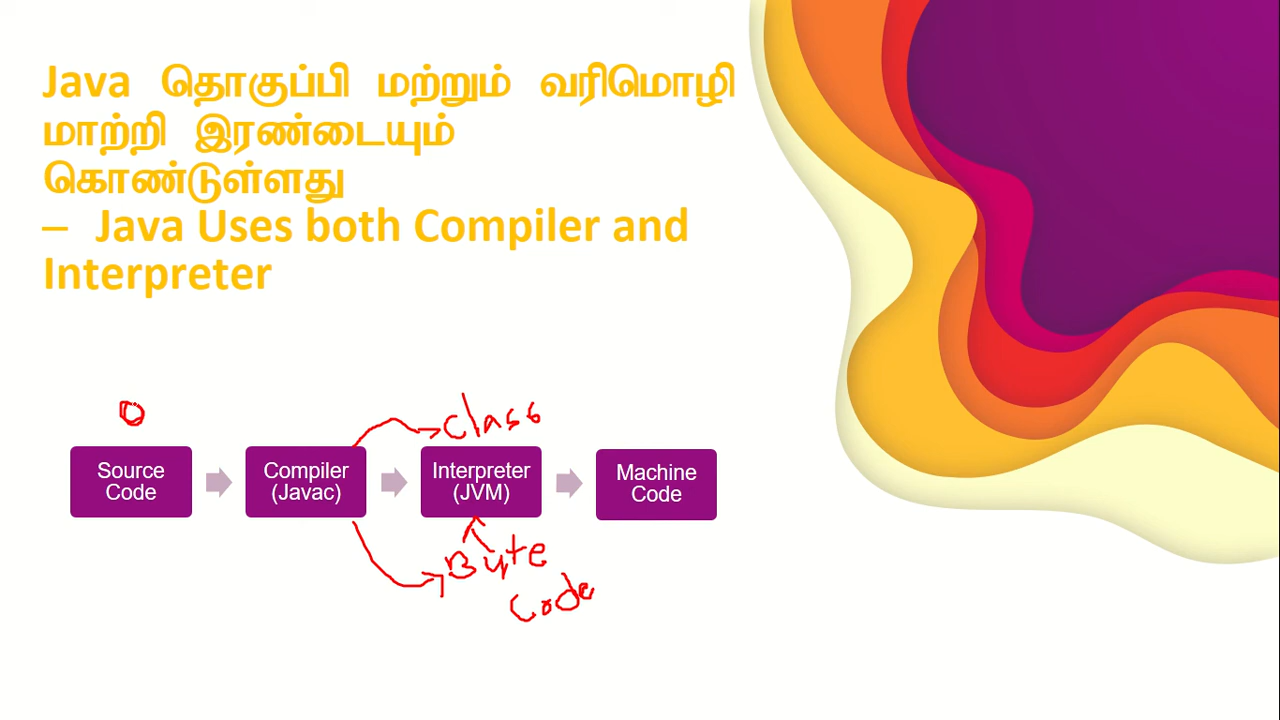 Java தொகுப்பி மற்றும் வரிமொழி
மாற்றி இரண்டையும்
கொண்டுள்ளது
– Java Uses both Compiler and
Interpreter
class
Source
Code
Compiler
(Javac)
Interpreter
(JVM)
Machine
Code
Byte
Code